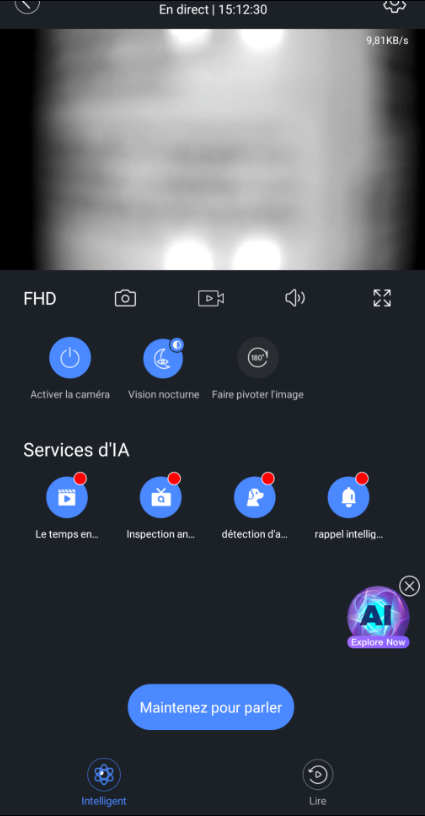 En direct | 15:12:30
9,81KB/s
FHD
180°
Activer la caméra
Vision nocturne
Faire pivoter l'image
Services d'IA
Le temps en...
Inspection an...
détection d'a...
rappel intellig...
AI
Explore Now
Maintenez pour parler
Intelligent
Lire